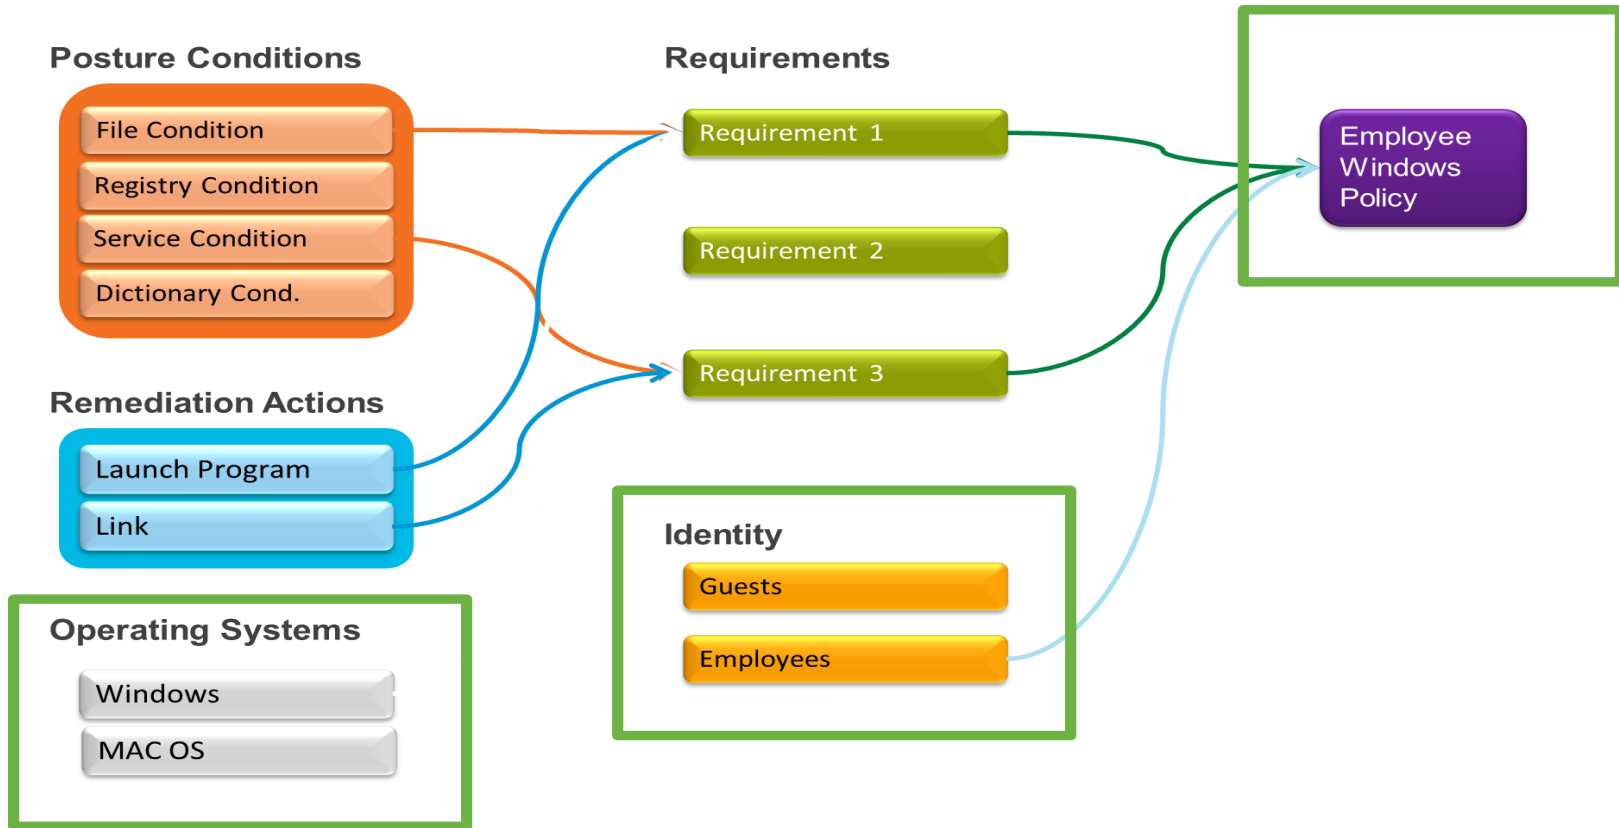 Posture Conditions
File Condition
Registry Condition
Service Condition
Dictionary Cond.
Remediation Actions
Launch Program
Link
Operating Systems
Windows
MAC OS
Requirements
Requirement 1
Requirement 2
Requirement 3
Identity
Guests
Employees
Employee
Windows
Policy